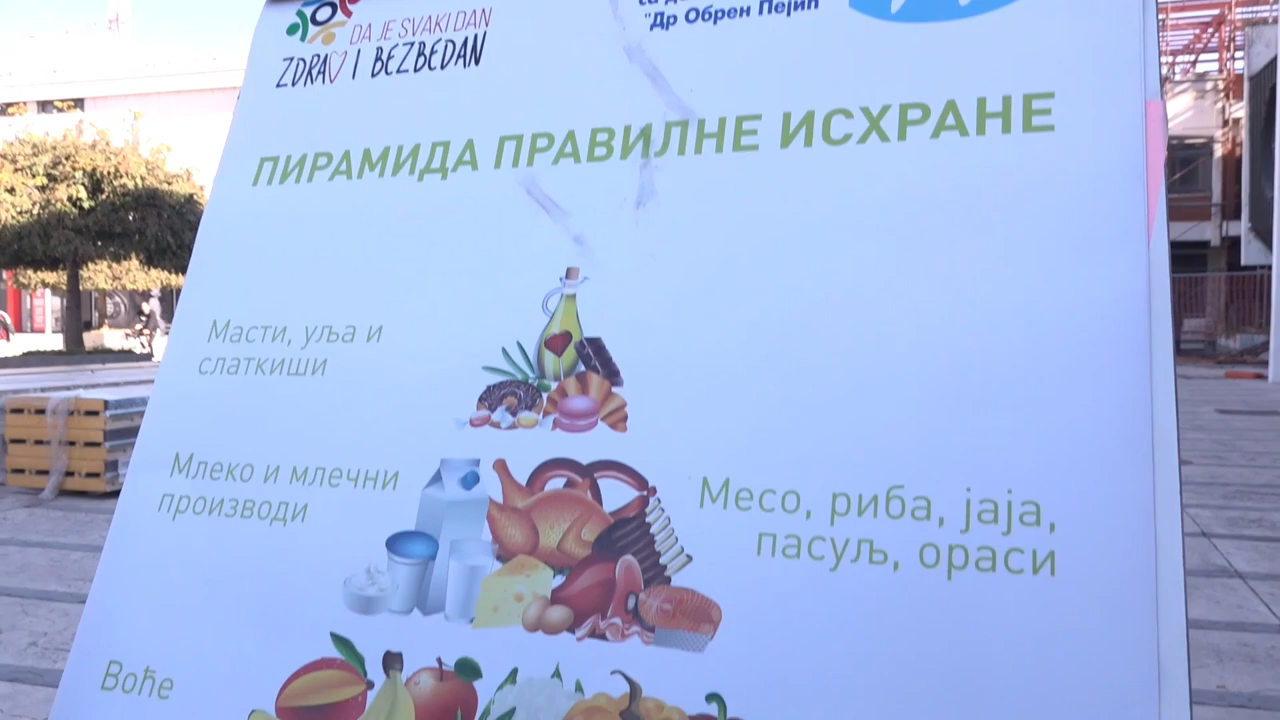 DA JE SVAKI DAN
ZDRAV I BEZBEDAN
"Др Обрен Пејић"
ПИРАМИДА ПРАВИЛНЕ ИСХРАНЕ
Масти, уља и
слаткиши
Млеко и млечни
производи
Месо, риба, јаја,
пасуљ, ораси
Воће